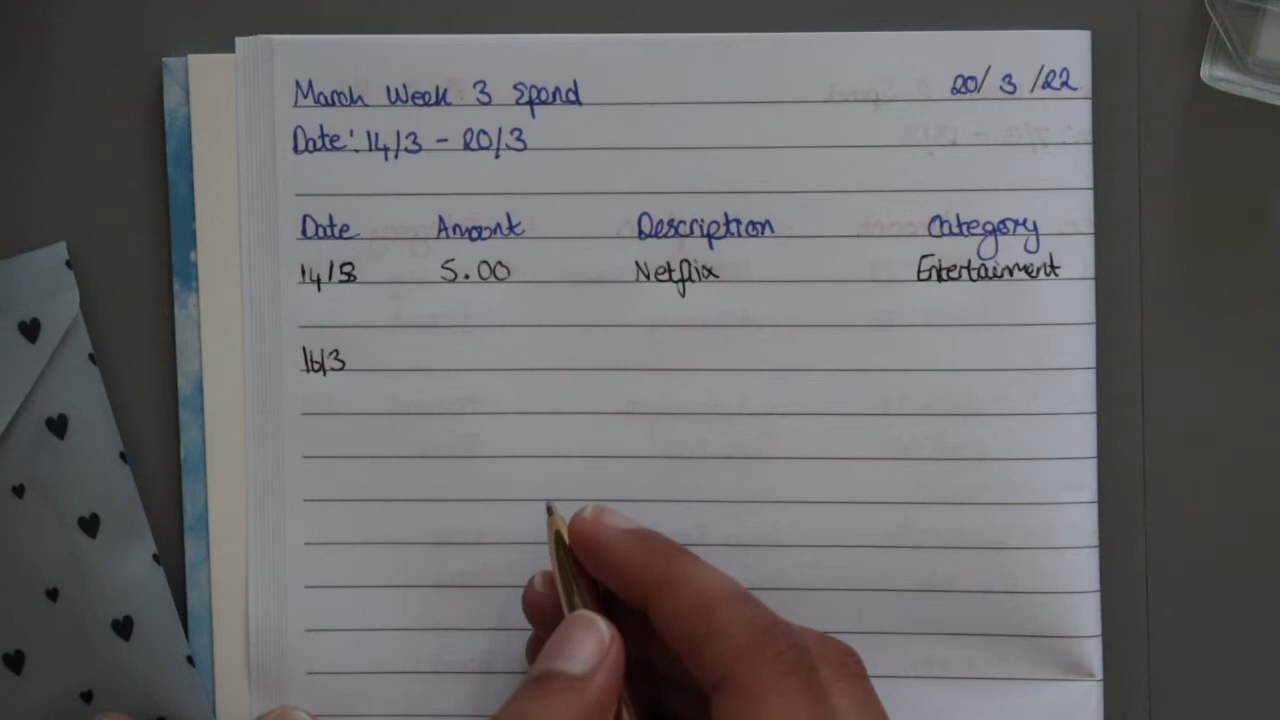 March Week 3 Spend 20/3/22
Date: 14/3 - 20/3
Date Amount Description Category
14/3 5.00 Netflix Entertainment
16/3